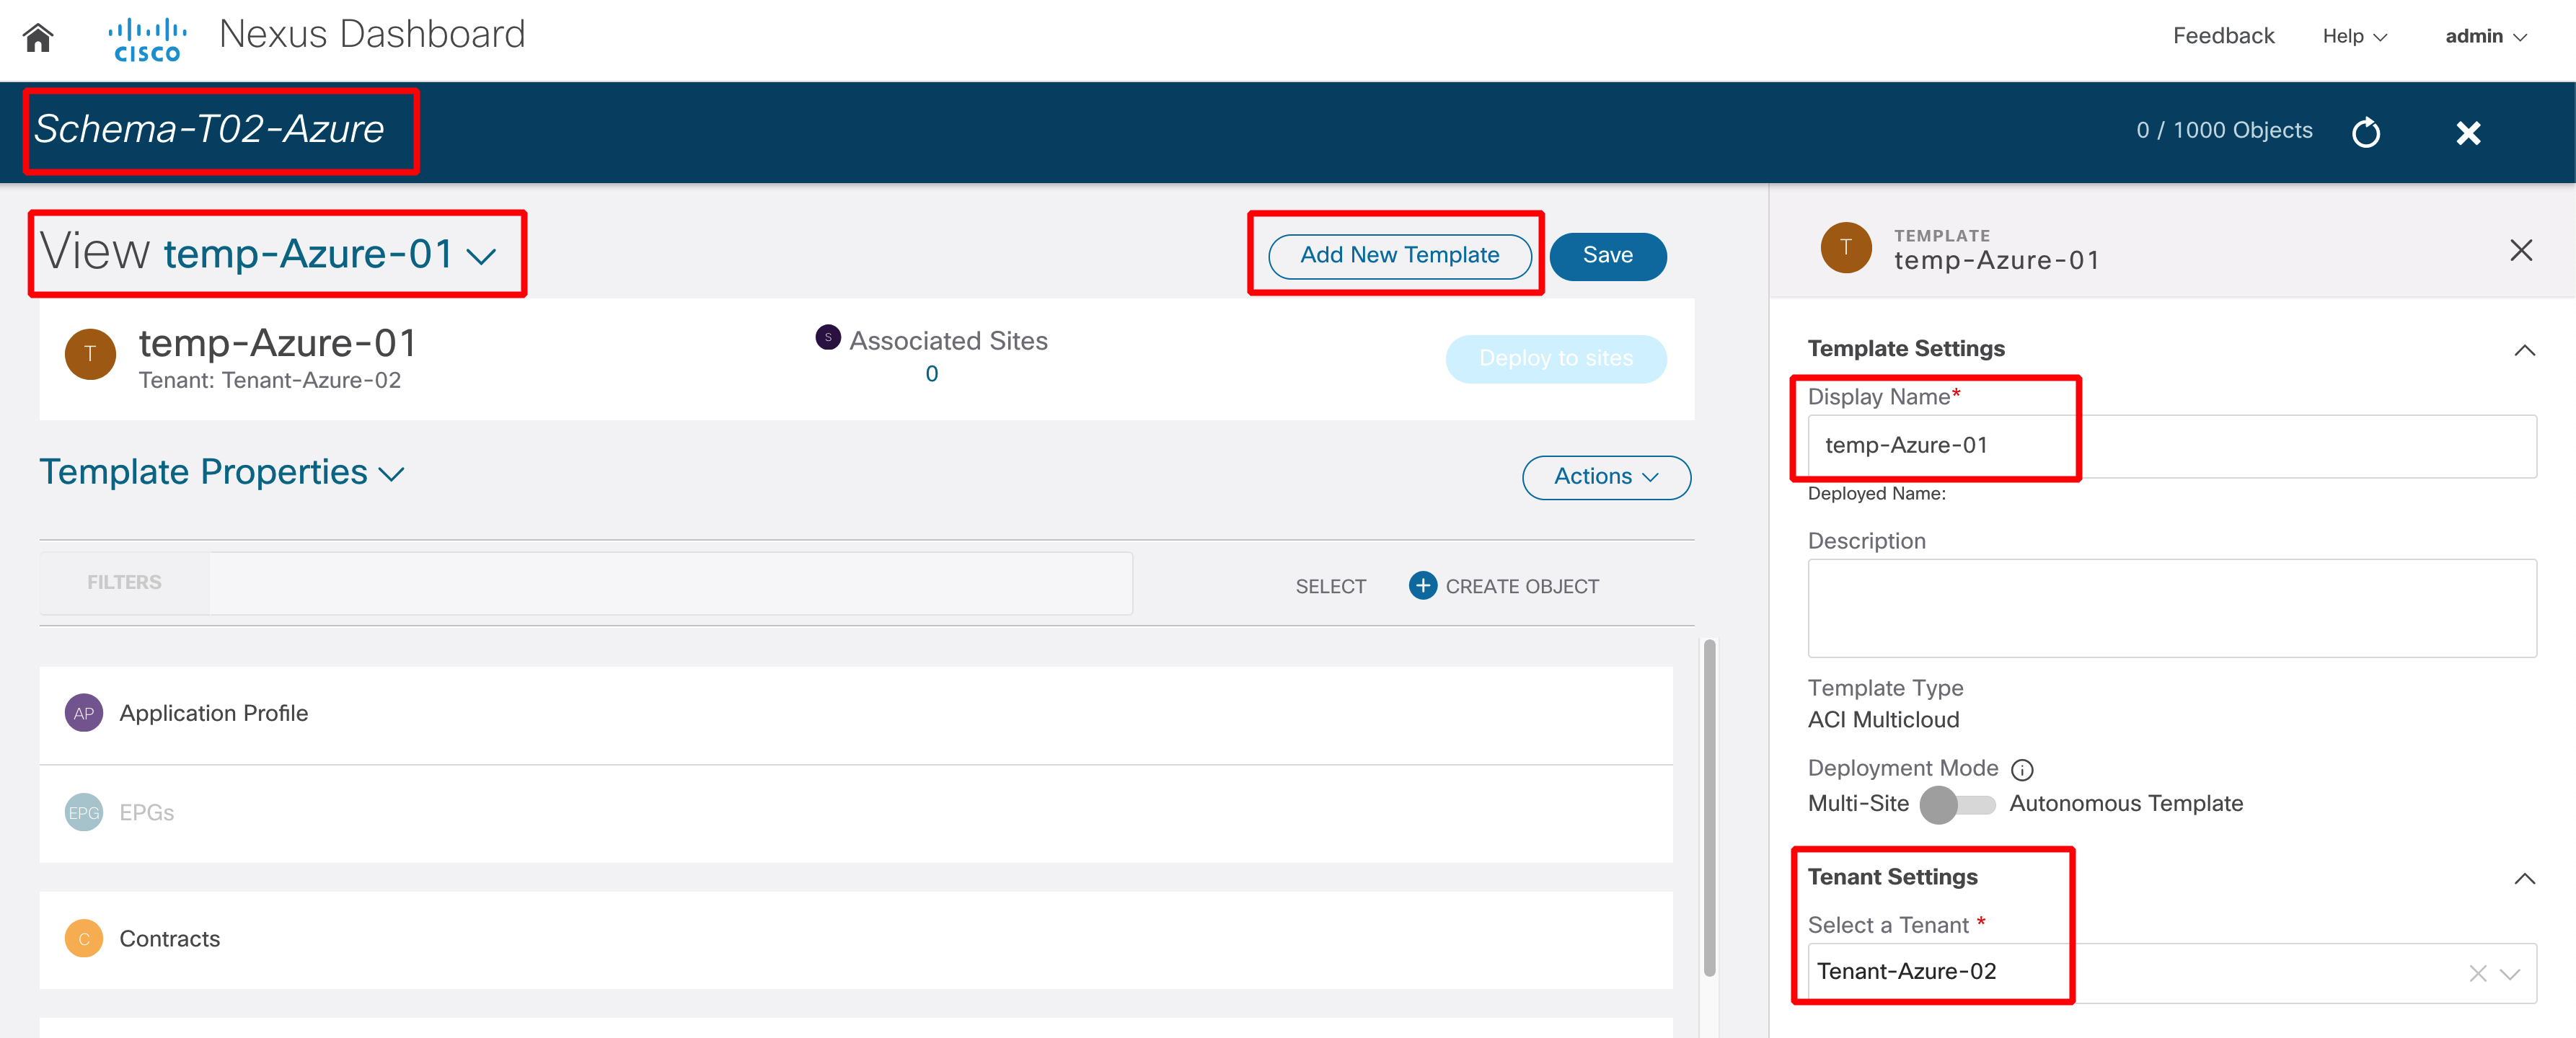 CISCO Nexus Dashboard Feedback Help admin
Schema-T02-Azure 0 / 1000 Objects
View temp-Azure-01 Add New Template Save
T temp-Azure-01
Tenant: Tenant-Azure-02
S Associated Sites
0
Deploy to sites
Template Properties Actions
FILTERS SELECT CREATE OBJECT
AP Application Profile
EPG EPGs
C Contracts
T TEMPLATE
temp-Azure-01
Template Settings
Display Name*
temp-Azure-01
Deployed Name:
Description
Template Type
ACI Multicloud
Deployment Mode
Multi-Site Autonomous Template
Tenant Settings
Select a Tenant *
Tenant-Azure-02